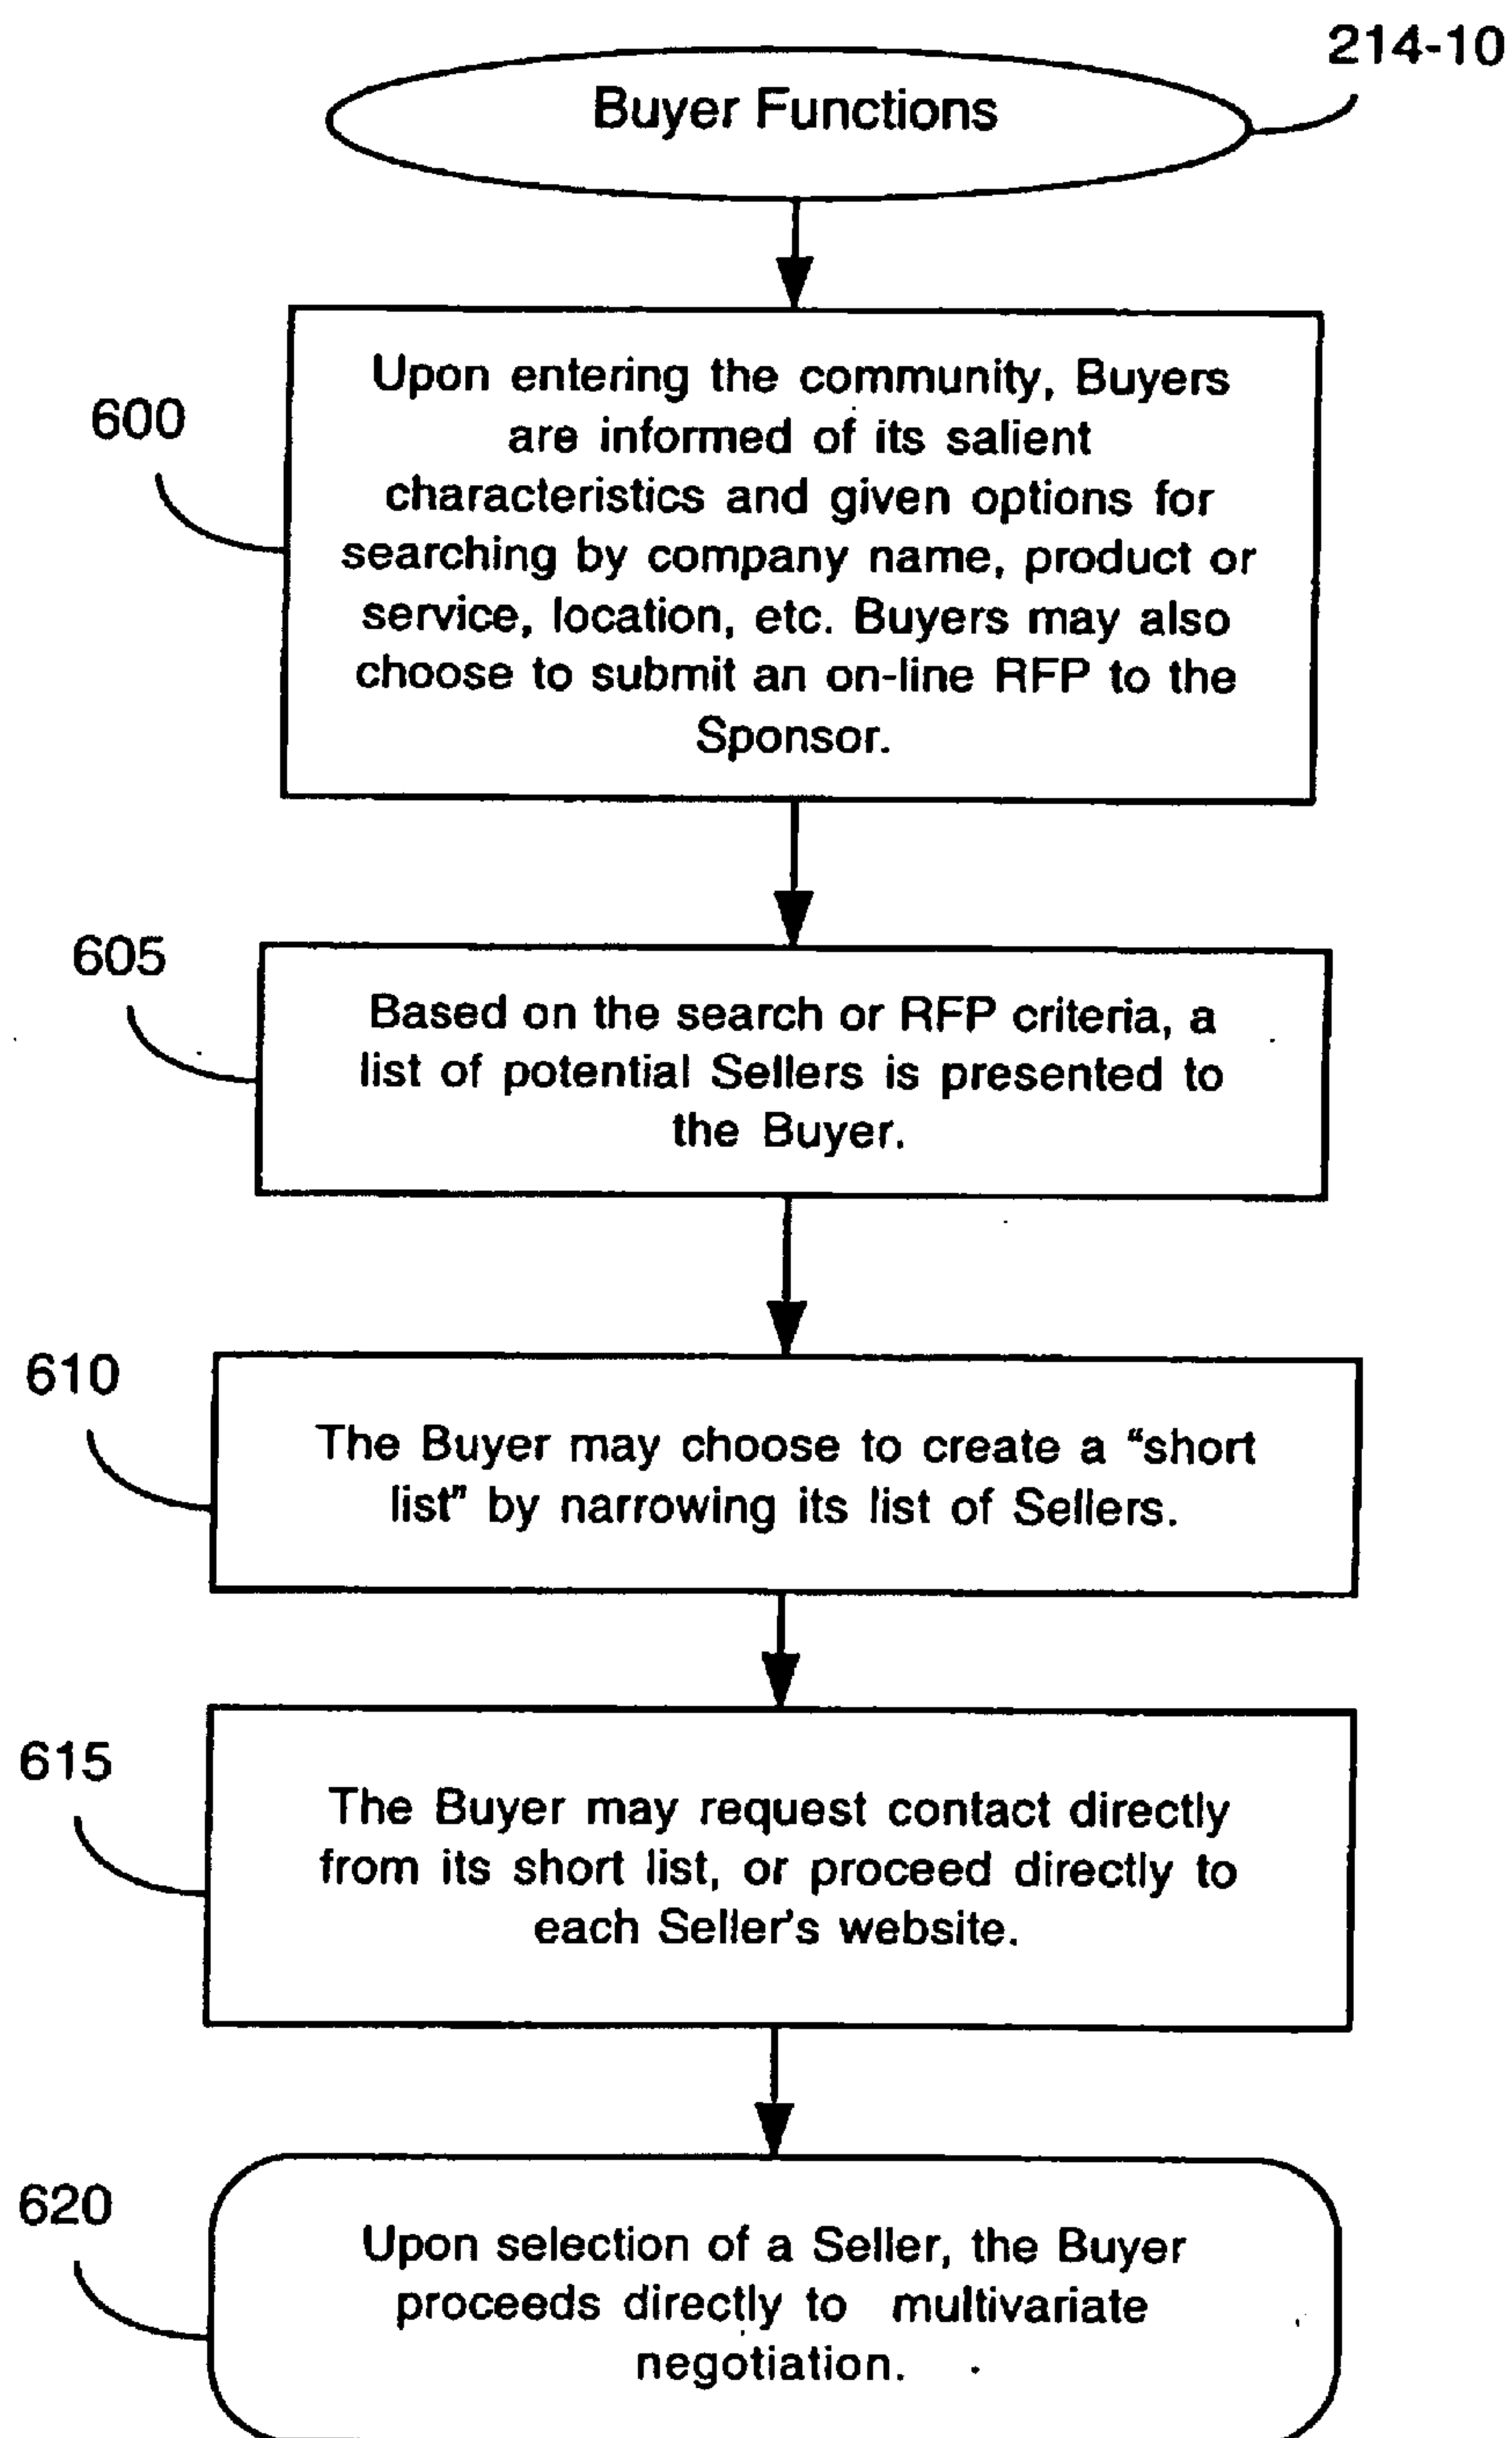 214-10
Buyer Functions
600
Upon entering the community, Buyers
are informed of its salient
characteristics and given options for
searching by company name, product or
service, location, etc. Buyers may also
choose to submit an on-line RFP to the
Sponsor.
605
Based on the search or RFP criteria, a
list of potential Sellers is presented to
the Buyer.
610
The Buyer may choose to create a “short
list” by narrowing its list of Sellers.
615
The Buyer may request contact directly
from its short list, or proceed directly to
each Seller's website.
620
Upon selection of a Seller, the Buyer
proceeds directly to multivariate
negotiation.